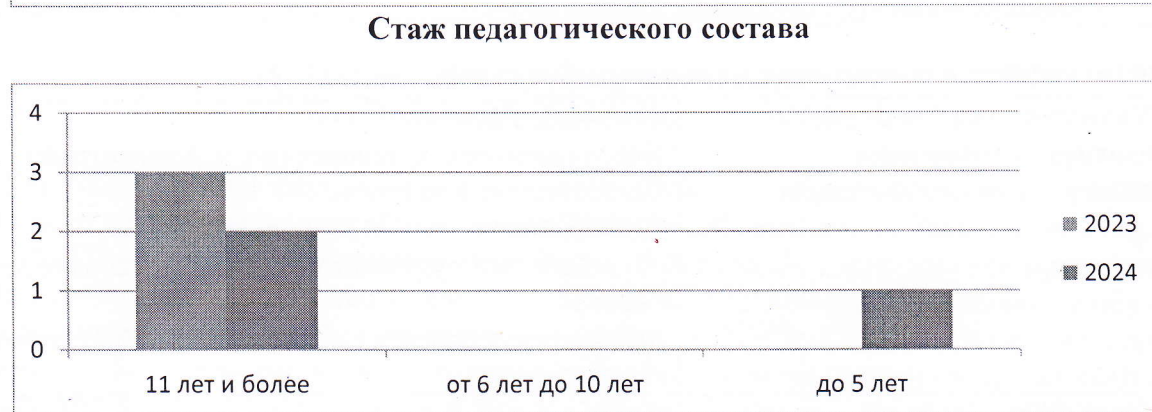 Стаж педагогического состава
4
3
2
1
0
11 лет и более
от 6 лет до 10 лет
до 5 лет
2023
2024